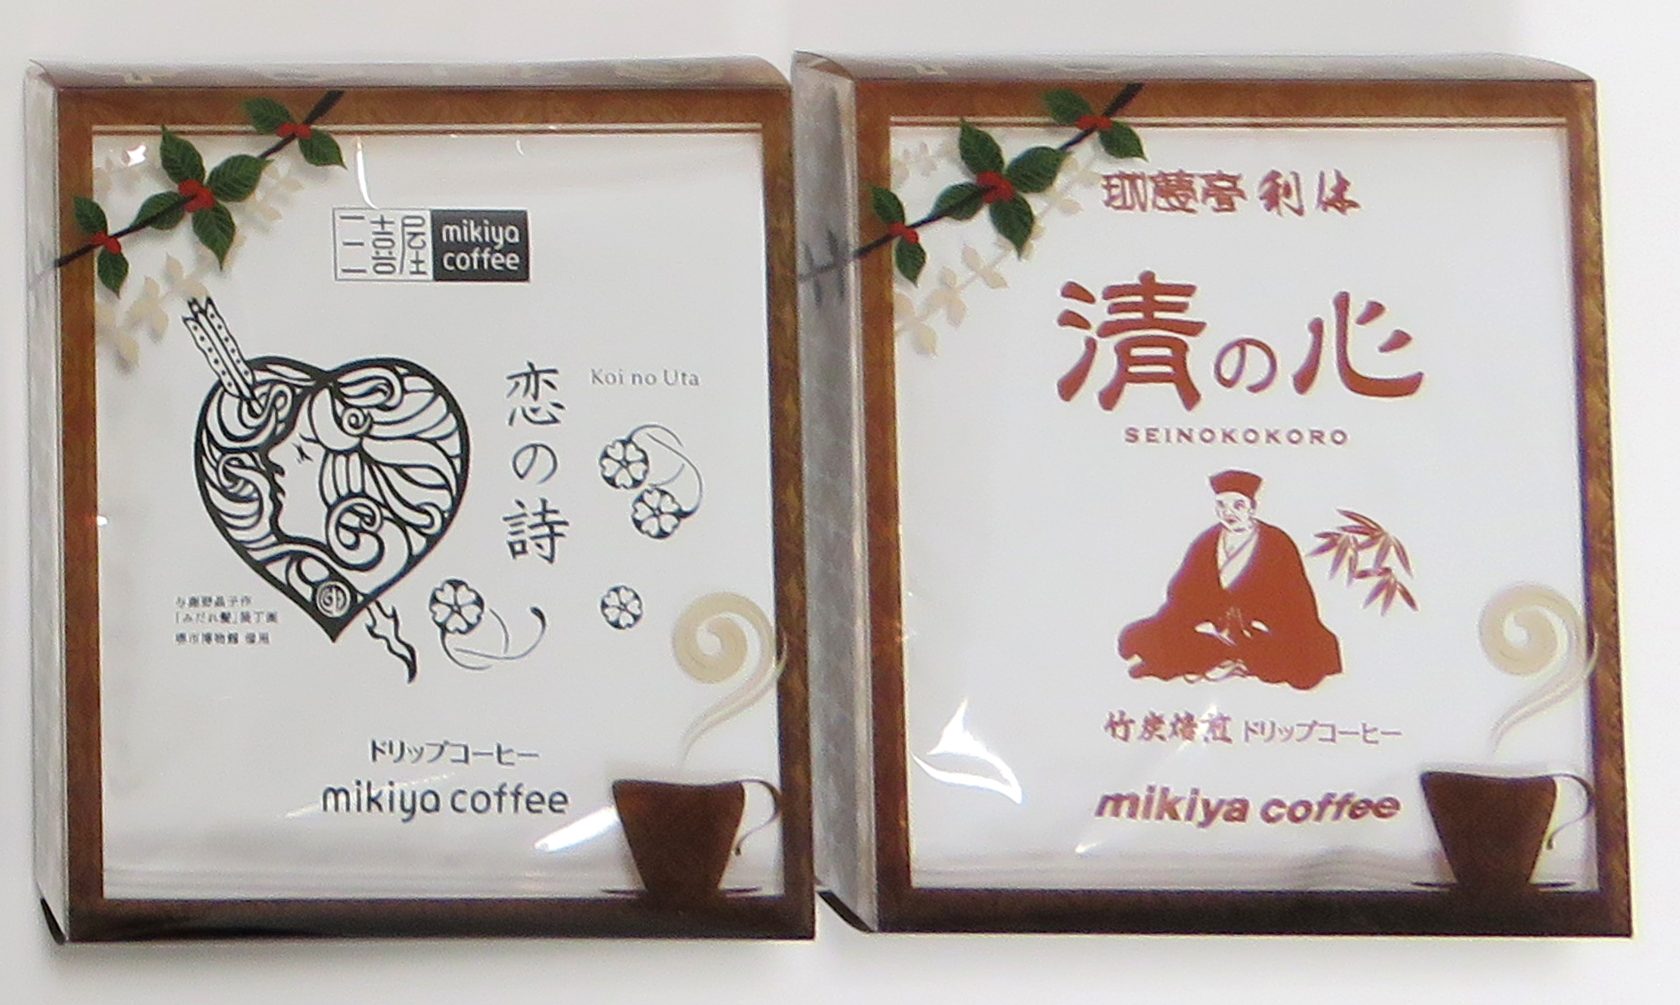 三喜屋
mikiya
coffee
恋の詩
Koi no Uta
与謝野晶子作
「みだれ髪」装丁画
堺市博物館
ドリップコーヒー
mikiya coffee
利休
清の心
SEINOKOKORO
竹炭焙煎 ドリップコーヒー
mikiya coffee